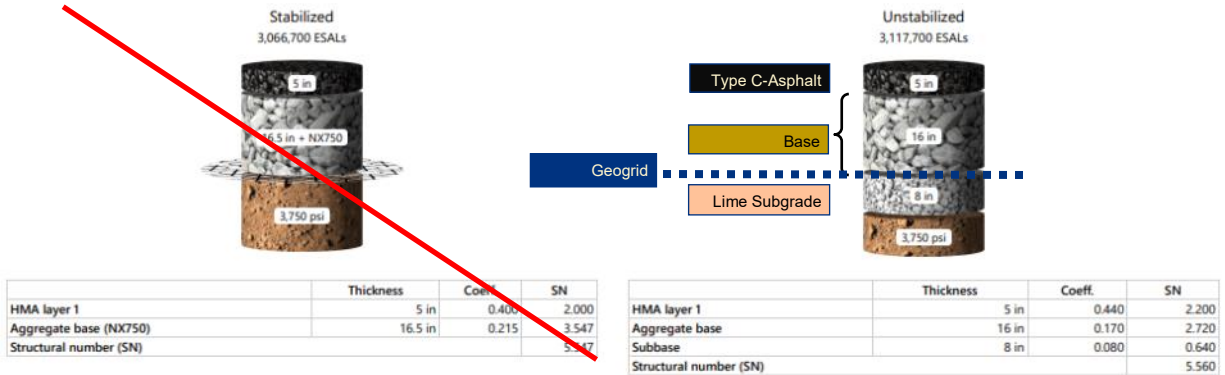 Stabilized
3,066,700 ESALs
5 in
16.5 in + NX750
3,750 psi
Thickness Coeff. SN
HMA layer 1 5 in 0.400 2.000
Aggregate base (NX750) 16.5 in 0.215 3.547
Structural number (SN) 5.547
Unstabilized
3,117,700 ESALs
Type C-Asphalt
5 in
Base
16 in
Geogrid
Lime Subgrade
8 in
3,750 psi
Thickness Coeff. SN
HMA layer 1 5 in 0.440 2.200
Aggregate base 16 in 0.170 2.720
Subbase 8 in 0.080 0.640
Structural number (SN) 5.560